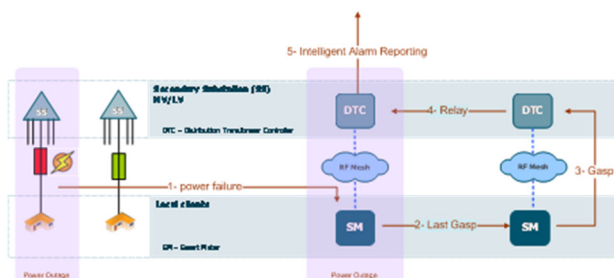 5- Intelligent Alarm Reporting
Secondary Substation (SS)
MV/LV
SS
SS
DTC
4- Relay
DTC
DTC – Distribution Transformer Controller
RF Mesh
RF Mesh
3- Gasp
1- power failure
Local clients
SM
2- Last Gasp
SM
SM – Smart Meter
Power Outage
Power Outage